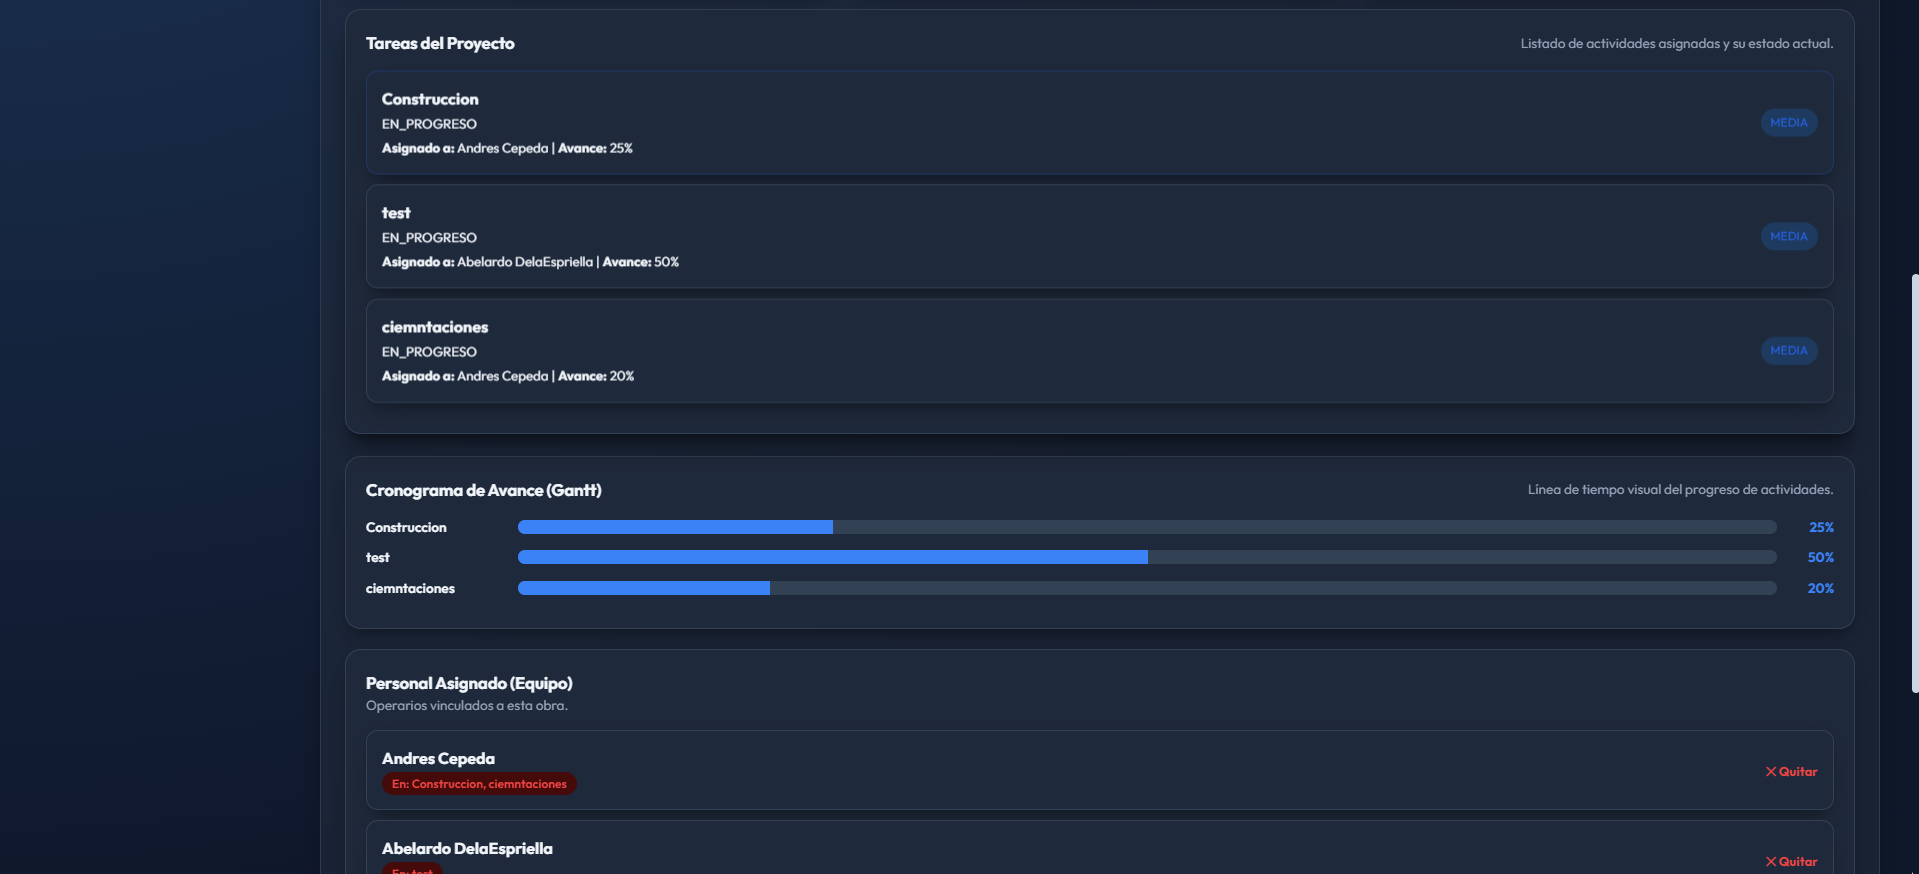 Tareas del Proyecto
Listado de actividades asignadas y su estado actual.
Construccion
EN_PROGRESO
Asignado a: Andres Cepeda | Avance: 25%
MEDIA
test
EN_PROGRESO
Asignado a: Abelardo DelaEspriella | Avance: 50%
MEDIA
ciemntaciones
EN_PROGRESO
Asignado a: Andres Cepeda | Avance: 20%
MEDIA
Cronograma de Avance (Gantt)
Línea de tiempo visual del progreso de actividades.
Construccion 25%
test 50%
ciemntaciones 20%
Personal Asignado (Equipo)
Operarios vinculados a esta obra.
Andres Cepeda
En: Construccion, ciemntaciones
Quitar
Abelardo DelaEspriella
En: test
Quitar